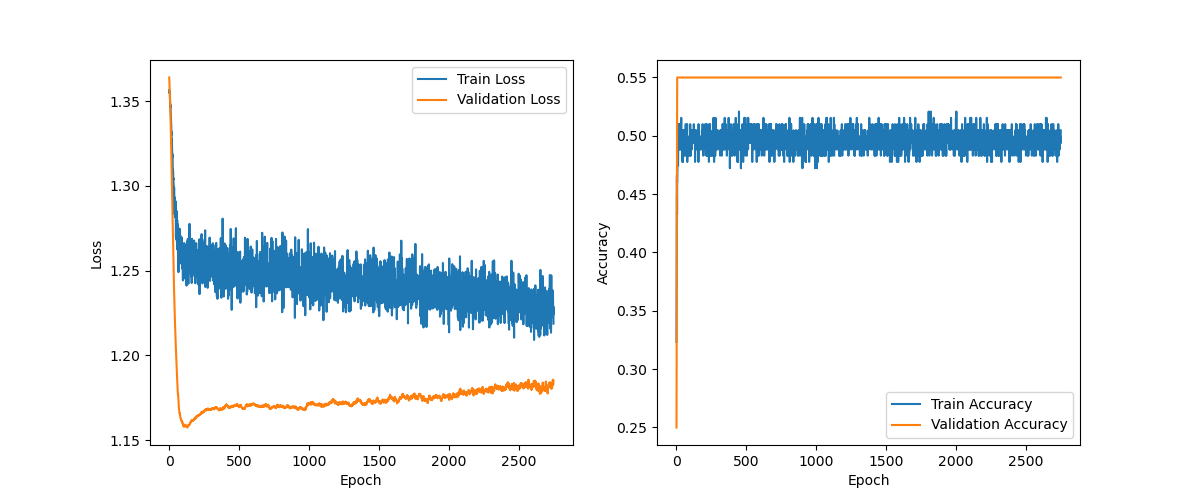 Train Loss
Validation Loss
1.35
1.30
1.25
1.20
1.15
Loss
0 500 1000 1500 2000 2500
Epoch
0.55
0.50
0.45
0.40
0.35
0.30
0.25
Accuracy
Train Accuracy
Validation Accuracy
0 500 1000 1500 2000 2500
Epoch